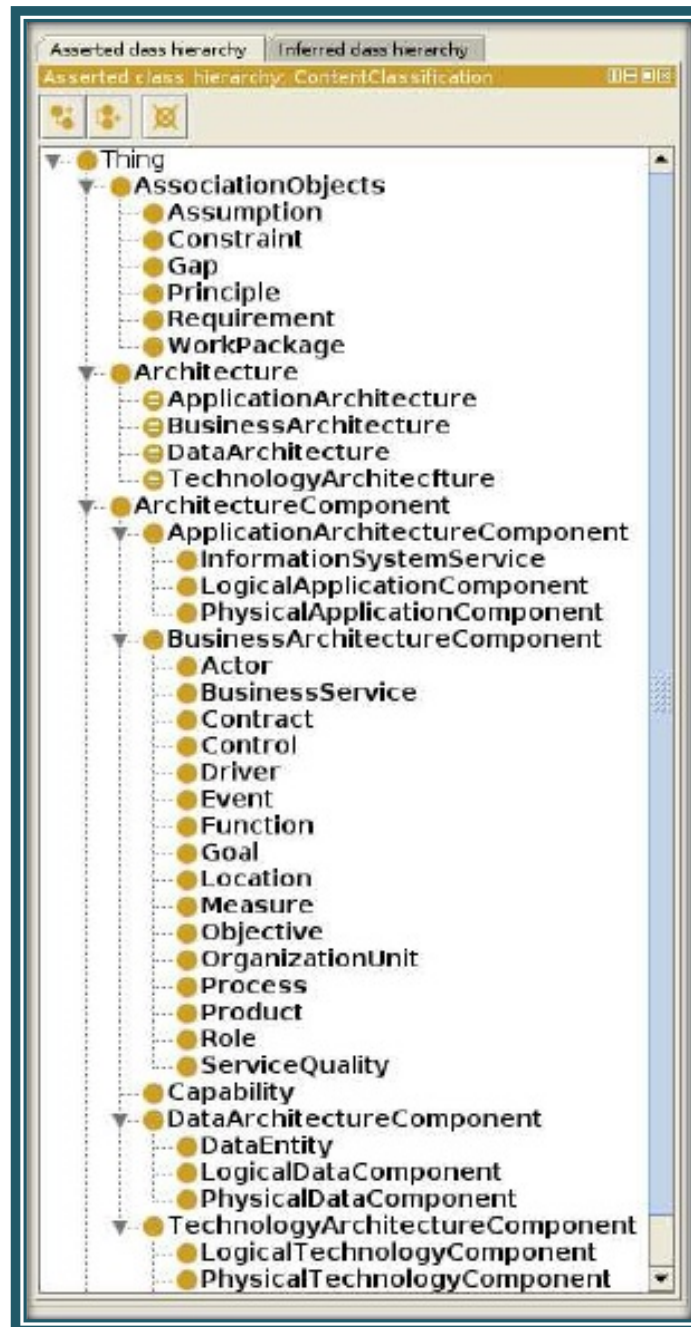 Asserted class hierarchy Inferred class hierarchy
Asserted class hierarchy: ContentClassification
Thing
AssociationObjects
Assumption
Constraint
Gap
Principle
Requirement
WorkPackage
Architecture
ApplicationArchitecture
BusinessArchitecture
DataArchitecture
TechnologyArchitecfture
ArchitectureComponent
ApplicationArchitectureComponent
InformationSystemService
LogicalApplicationComponent
PhysicalApplicationComponent
BusinessArchitectureComponent
Actor
BusinessService
Contract
Control
Driver
Event
Function
Goal
Location
Measure
Objective
OrganizationUnit
Process
Product
Role
ServiceQuality
Capability
DataArchitectureComponent
DataEntity
LogicalDataComponent
PhysicalDataComponent
TechnologyArchitectureComponent
LogicalTechnologyComponent
PhysicalTechnologyComponent